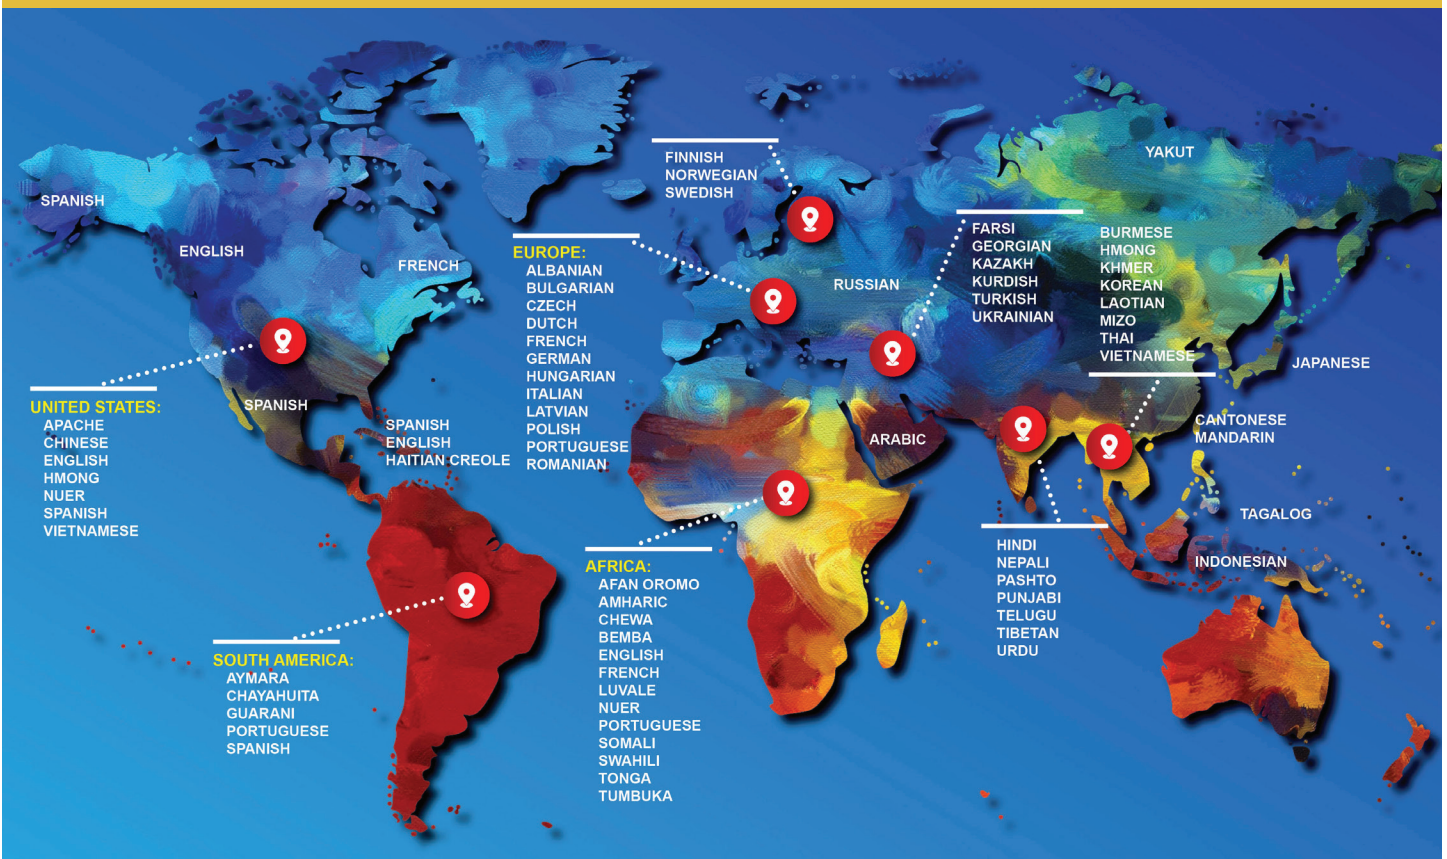 SPANISH
ENGLISH
FRENCH
SPANISH
UNITED STATES:
APACHE
CHINESE
ENGLISH
HMONG
NUER
SPANISH
VIETNAMESE
SPANISH
ENGLISH
HAITIAN CREOLE
SOUTH AMERICA:
AYMARA
CHAYAHUITA
GUARANI
PORTUGUESE
SPANISH
FINNISH
NORWEGIAN
SWEDISH
EUROPE:
ALBANIAN
BULGARIAN
CZECH
DUTCH
FRENCH
GERMAN
HUNGARIAN
ITALIAN
LATVIAN
POLISH
PORTUGUESE
ROMANIAN
AFRICA:
AFAN OROMO
AMHARIC
CHEWA
BEMBA
ENGLISH
FRENCH
LUVALE
NUER
PORTUGUESE
SOMALI
SWAHILI
TONGA
TUMBUKA
RUSSIAN
ARABIC
YAKUT
FARSI
GEORGIAN
KAZAKH
KURDISH
TURKISH
UKRAINIAN
BURMESE
HMONG
KHMER
KOREAN
LAOTIAN
MIZO
THAI
VIETNAMESE
JAPANESE
CANTONESE
MANDARIN
TAGALOG
INDONESIAN
HINDI
NEPALI
PASHTO
PUNJABI
TELUGU
TIBETAN
URDU